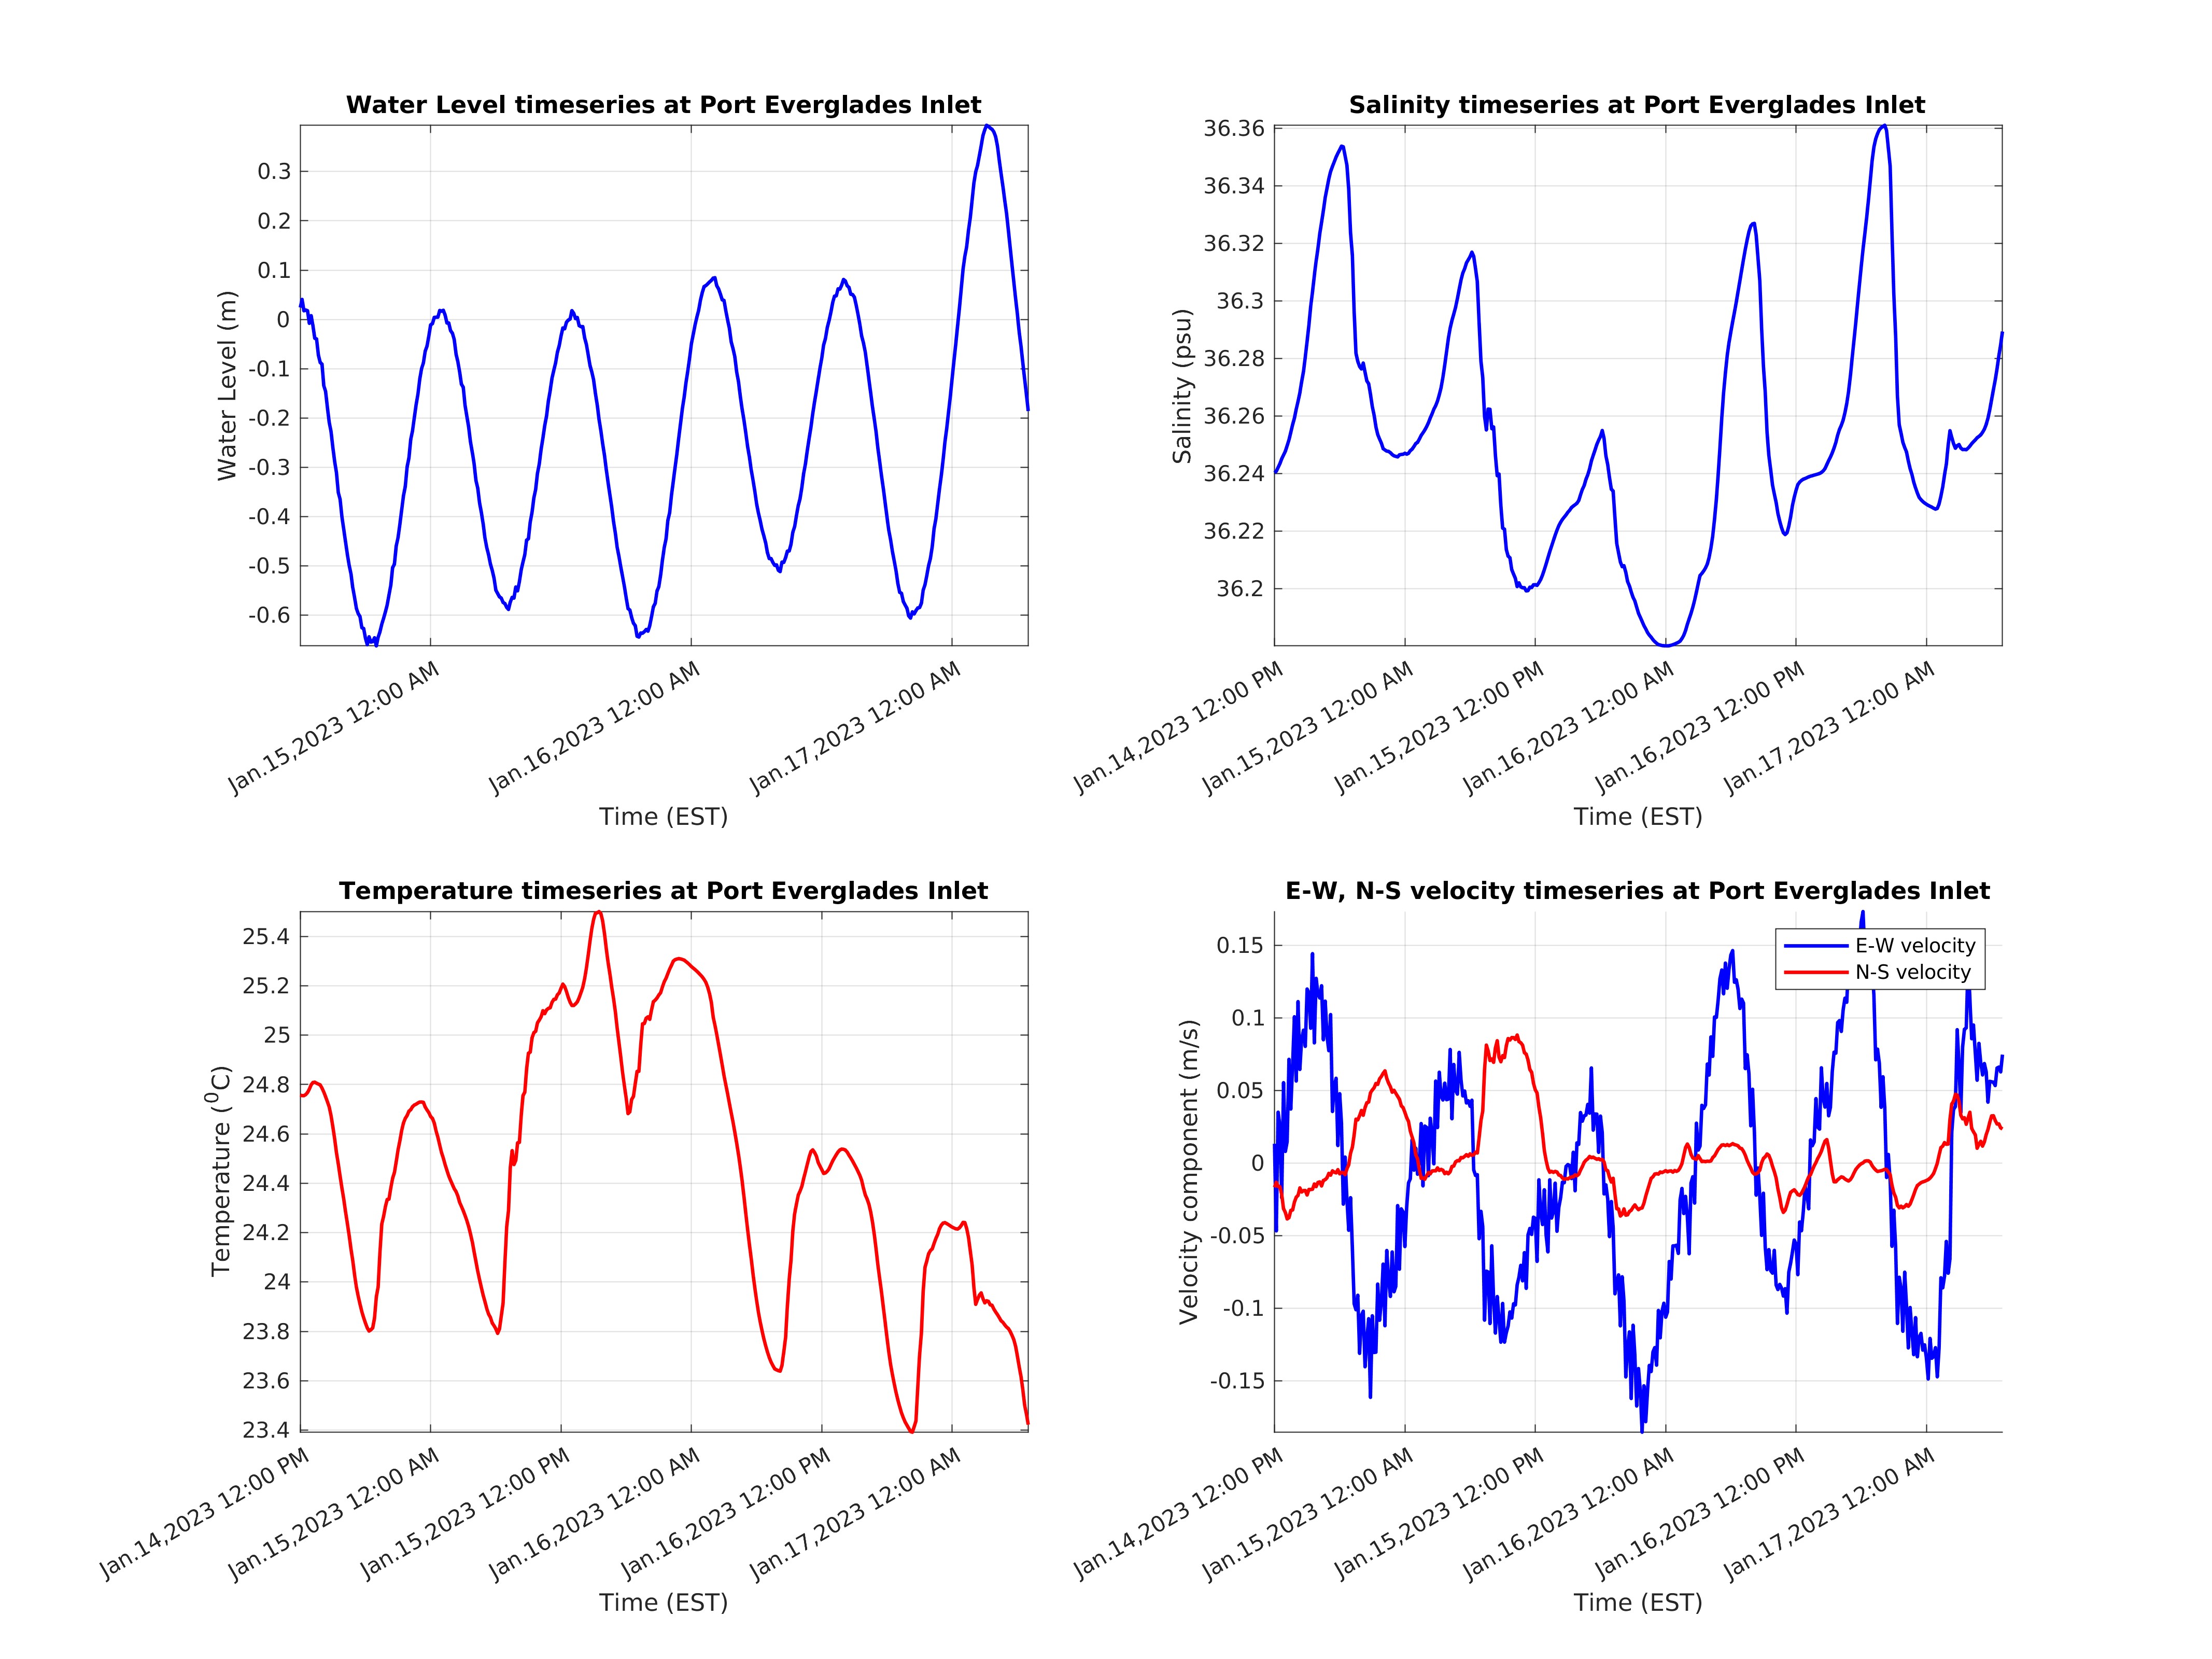 Water Level timeseries at Port Everglades Inlet
Water Level (m)
0.3
0.2
0.1
0
-0.1
-0.2
-0.3
-0.4
-0.5
-0.6
Jan.15,2023 12:00 AM
Jan.16,2023 12:00 AM
Jan.17,2023 12:00 AM
Time (EST)
Salinity timeseries at Port Everglades Inlet
Salinity (psu)
36.36
36.34
36.32
36.3
36.28
36.26
36.24
36.22
36.2
Jan.14,2023 12:00 PM
Jan.15,2023 12:00 AM
Jan.15,2023 12:00 PM
Jan.16,2023 12:00 AM
Jan.16,2023 12:00 PM
Jan.17,2023 12:00 AM
Time (EST)
Temperature timeseries at Port Everglades Inlet
Temperature (⁰C)
25.4
25.2
25
24.8
24.6
24.4
24.2
24
23.8
23.6
23.4
Jan.14,2023 12:00 PM
Jan.15,2023 12:00 AM
Jan.15,2023 12:00 PM
Jan.16,2023 12:00 AM
Jan.16,2023 12:00 PM
Jan.17,2023 12:00 AM
Time (EST)
E-W, N-S velocity timeseries at Port Everglades Inlet
Velocity component (m/s)
0.15
0.1
0.05
0
-0.05
-0.1
-0.15
E-W velocity
N-S velocity
Jan.14,2023 12:00 PM
Jan.15,2023 12:00 AM
Jan.15,2023 12:00 PM
Jan.16,2023 12:00 AM
Jan.16,2023 12:00 PM
Jan.17,2023 12:00 AM
Time (EST)